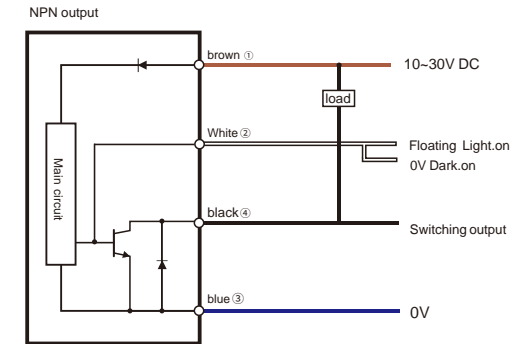 NPN output
brown ①
10~30V DC
load
White ②
Floating Light.on
0V Dark.on
Main circuit
black ④
Switching output
blue ③
0V